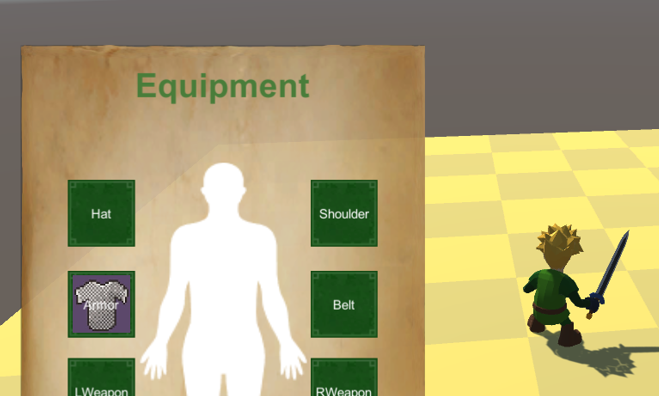 Equipment
Hat
Shoulder
Armor
Belt
LWeapon
RWeapon